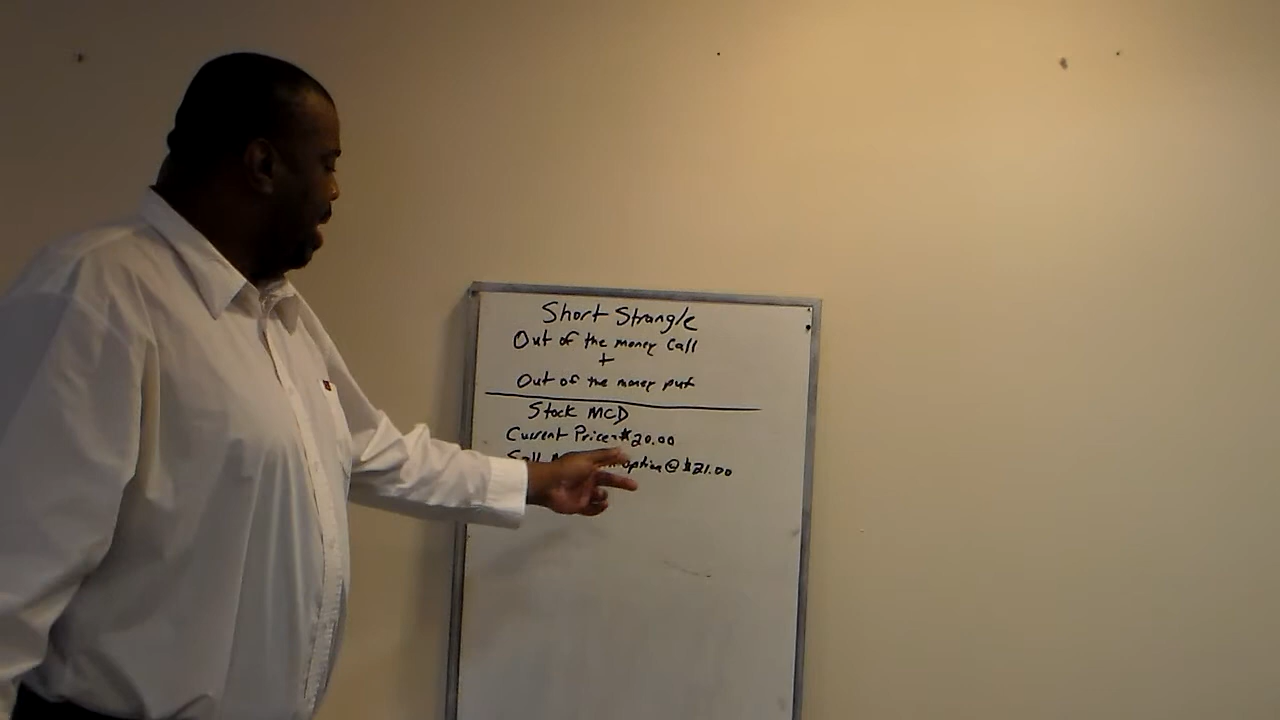 Short Strangle
Out of the money Call
+
Out of the money put
Stock MCD
Current Price=$20.00
Sell option@$21.00